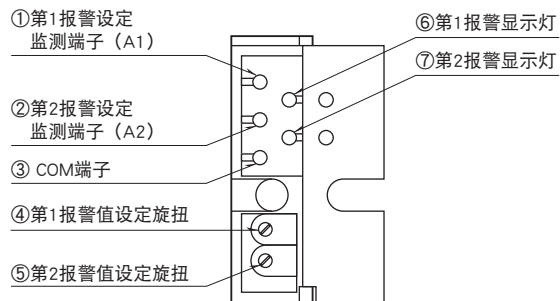 ①第1报警设定
监测端子（A1）
②第2报警设定
监测端子（A2）
③ COM端子
④第1报警值设定旋扭
⑤第2报警值设定旋扭
⑥第1报警显示灯
⑦第2报警显示灯